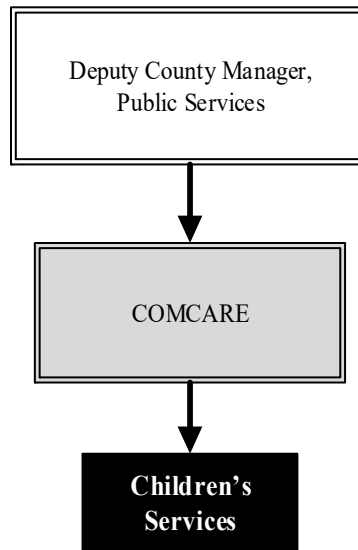 Deputy County Manager,
Public Services
COMCARE
Children’s
Services